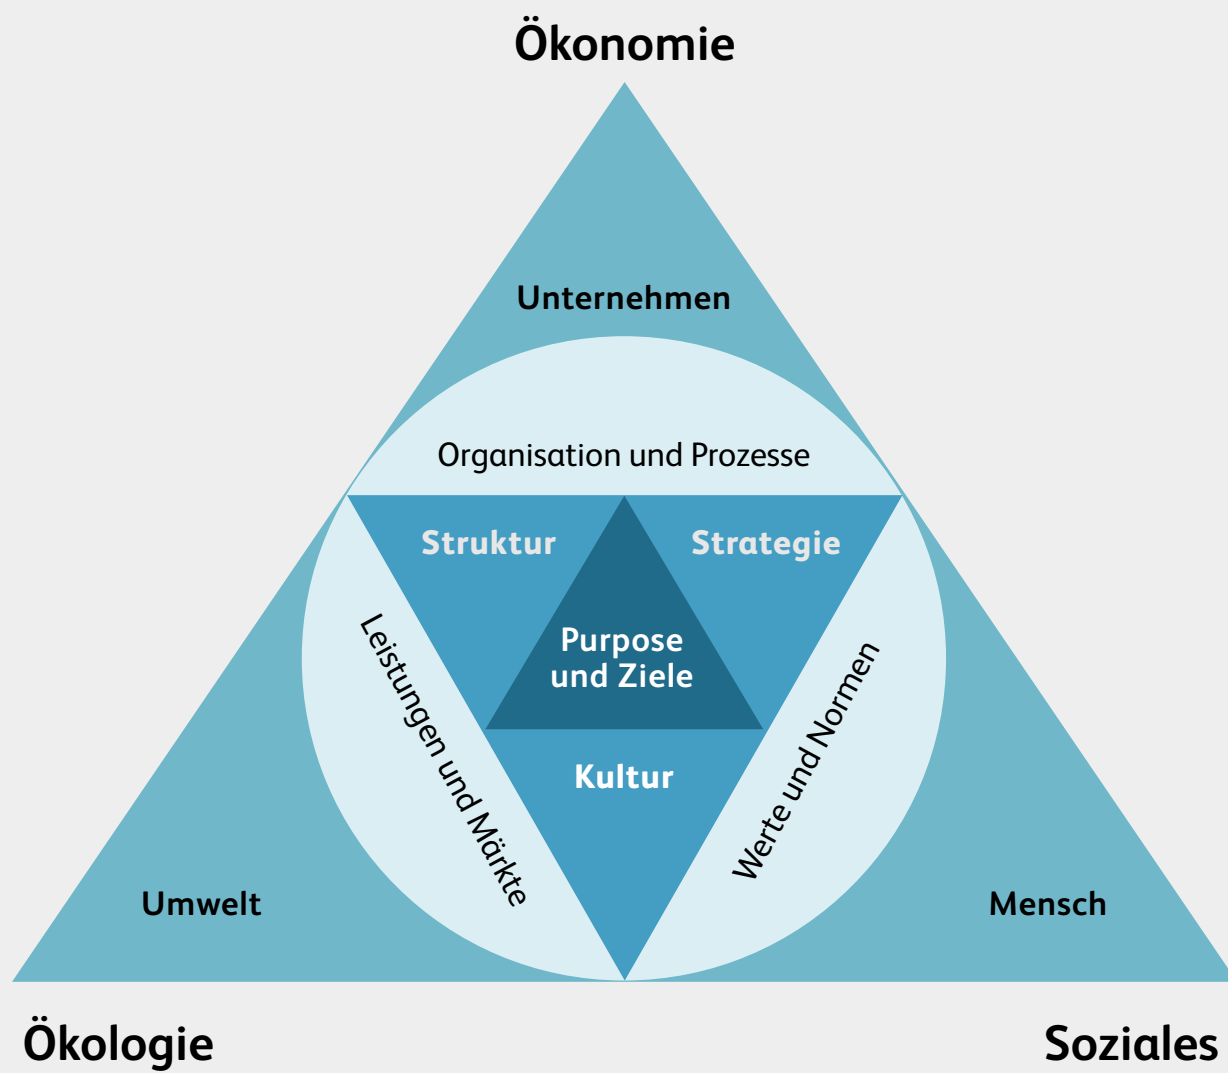 Ökonomie
Unternehmen
Organisation und Prozesse
Struktur
Strategie
Purpose
und Ziele
Leistungen und Märkte
Werte und Normen
Kultur
Umwelt
Mensch
Ökologie
Soziales